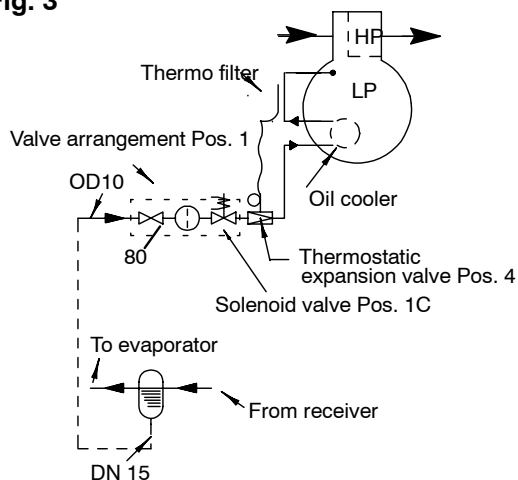 Fig. 3
HP
Thermo filter
LP
Valve arrangement Pos. 1
OD10
Oil cooler
80
Thermostatic
expansion valve Pos. 4
Solenoid valve Pos. 1C
To evaporator
From receiver
DN 15